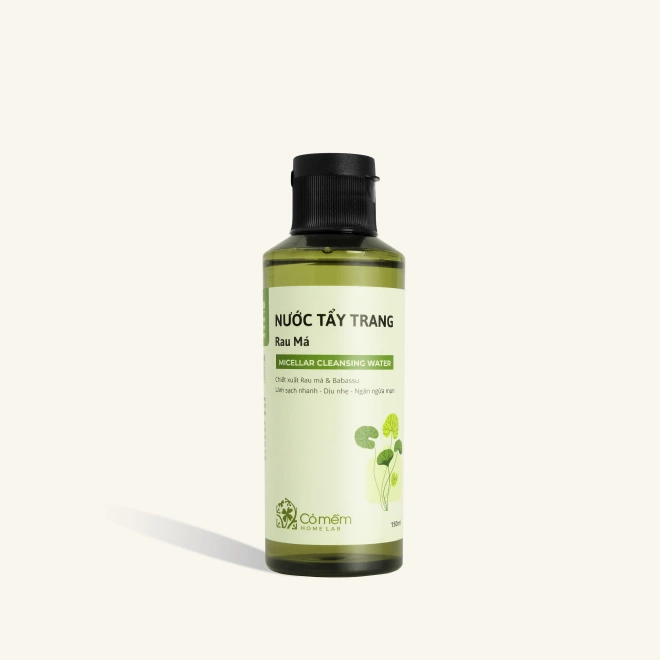 NƯỚC TẨY TRANG
Rau Má
MICELLAR CLEANSING WATER
Chiết xuất Rau má & Babassu
Làm sạch nhanh - Dịu nhẹ - Ngăn ngừa mụn
Cỏ mềm
HOME LAB
150ml